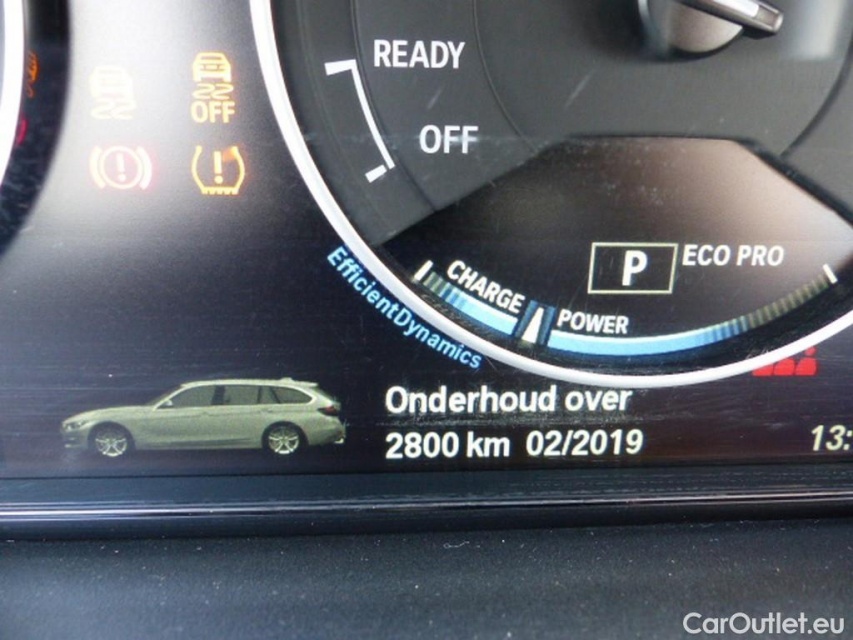 READY
OFF
OFF
P
ECO PRO
CHARGE
POWER
EfficientDynamics
Onderhoud over
2800 km 02/2019
13:
CarOutlet.eu